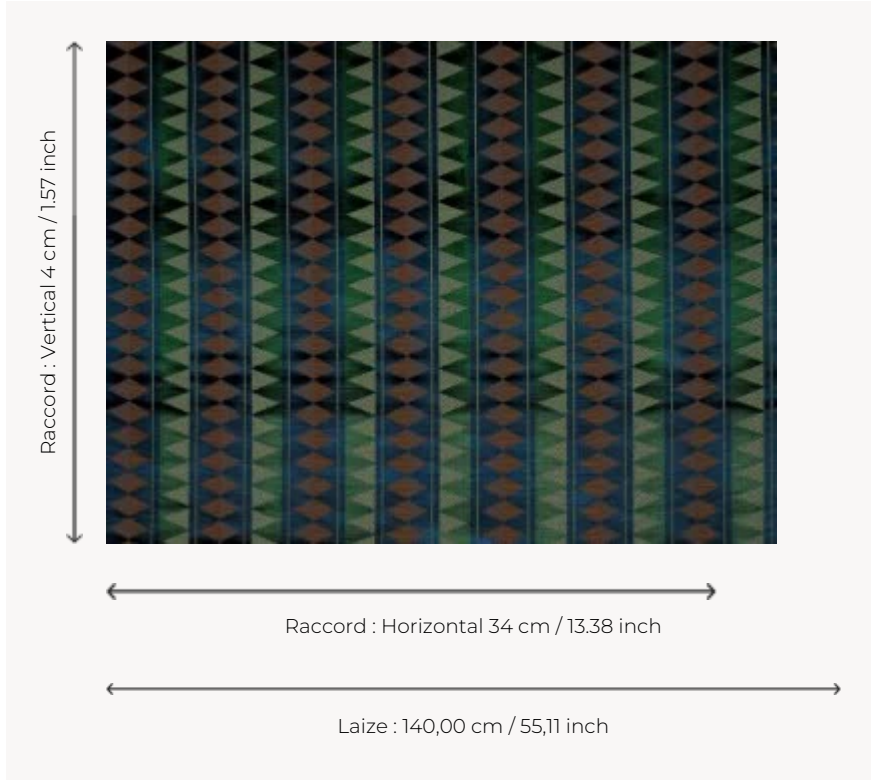 Raccord : Vertical 4 cm / 1.57 inch
Raccord : Horizontal 34 cm / 13.38 inch
Laize : 140,00 cm / 55,11 inch